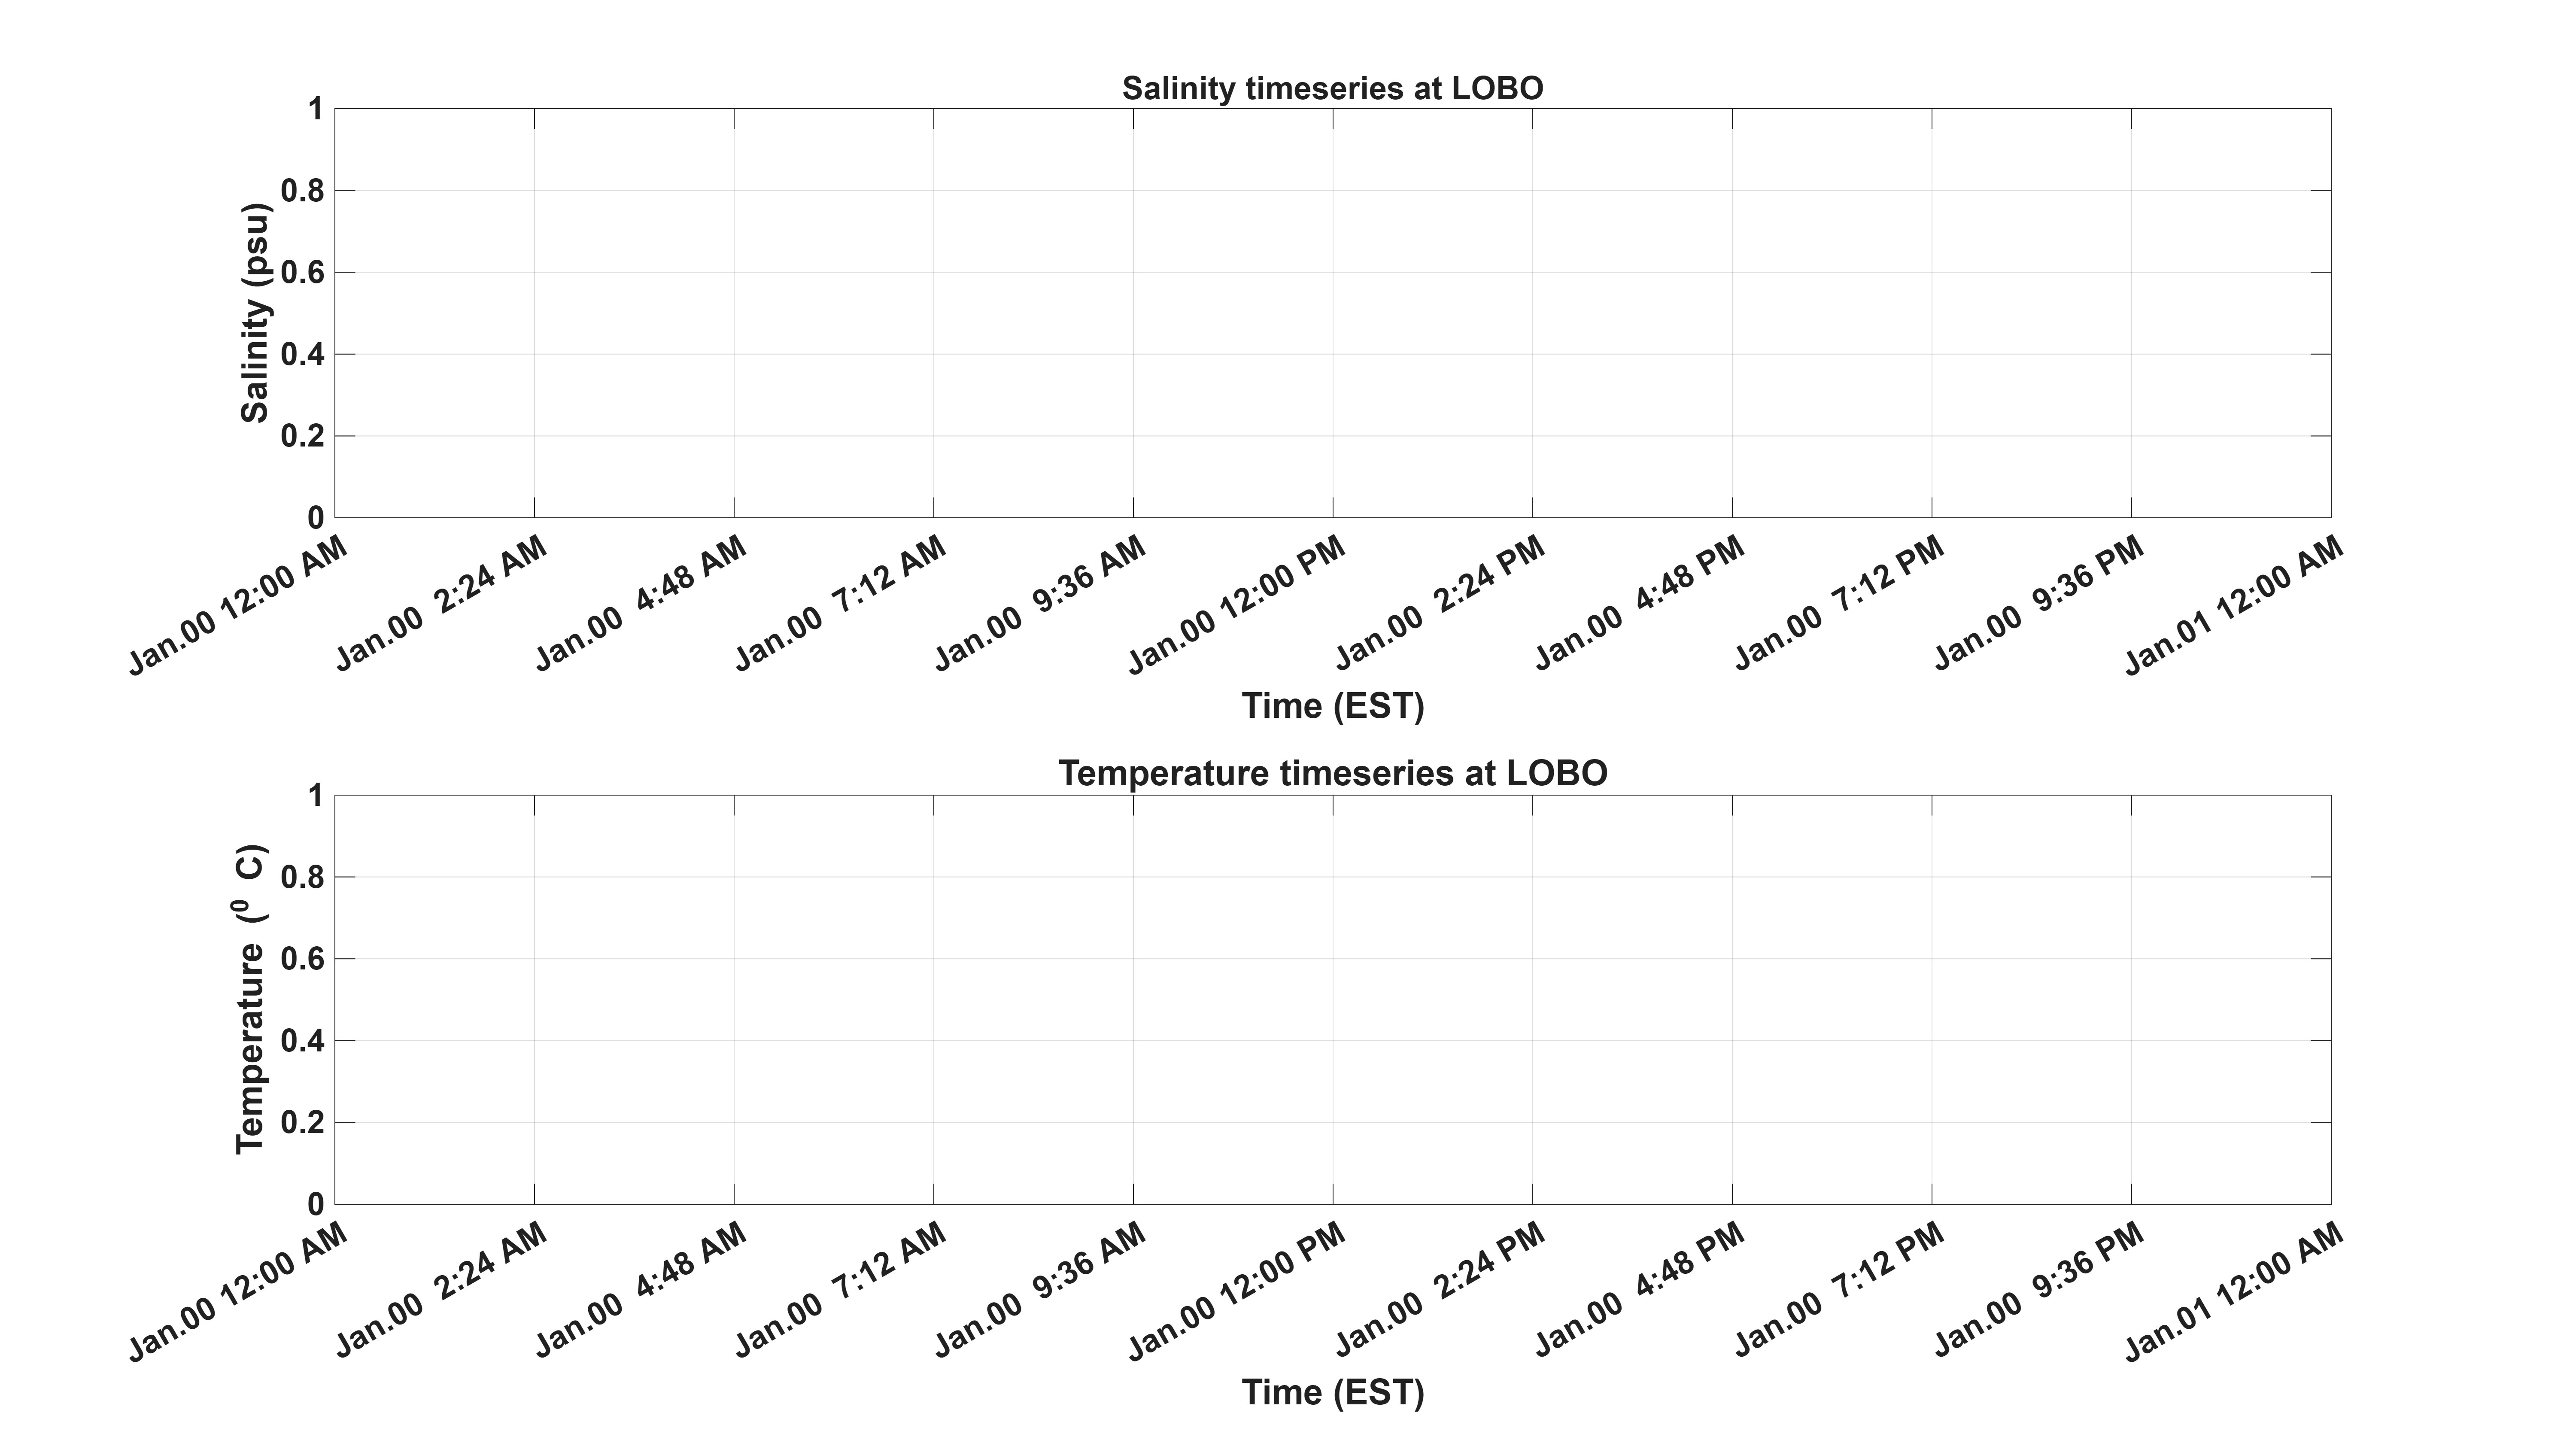 Salinity timeseries at LOBO
1
0.8
0.6
0.4
0.2
0
Salinity (psu)
Jan.00 12:00 AM
Jan.00  2:24 AM
Jan.00  4:48 AM
Jan.00  7:12 AM
Jan.00  9:36 AM
Jan.00 12:00 PM
Jan.00  2:24 PM
Jan.00  4:48 PM
Jan.00  7:12 PM
Jan.00  9:36 PM
Jan.01 12:00 AM
Time (EST)
Temperature timeseries at LOBO
1
0.8
0.6
0.4
0.2
0
Temperature (⁰ C)
Jan.00 12:00 AM
Jan.00  2:24 AM
Jan.00  4:48 AM
Jan.00  7:12 AM
Jan.00  9:36 AM
Jan.00 12:00 PM
Jan.00  2:24 PM
Jan.00  4:48 PM
Jan.00  7:12 PM
Jan.00  9:36 PM
Jan.01 12:00 AM
Time (EST)